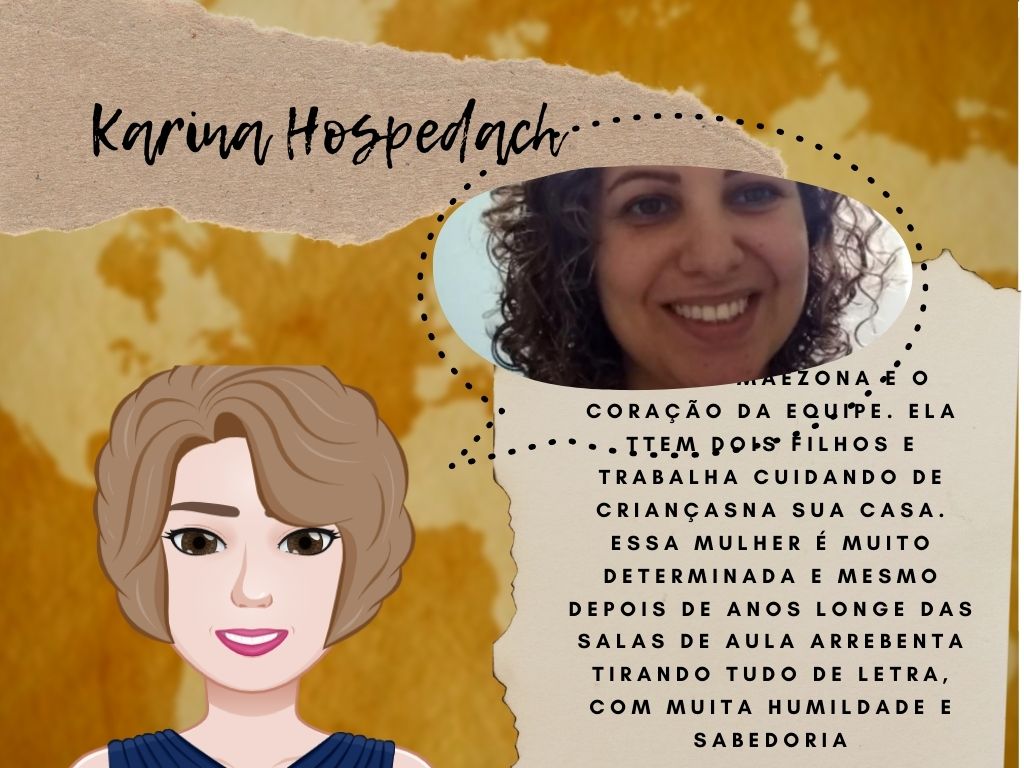 Karina Hospedach
MAEZONA E O
CORAÇÃO DA EQUIPE. ELA
TTEM DOIS FILHOS E
TRABALHA CUIDANDO DE
CRIANÇASNA SUA CASA.
ESSA MULHER É MUITO
DETERMINADA E MESMO
DEPOIS DE ANOS LONGE DAS
SALAS DE AULA ARREBENTA
TIRANDO TUDO DE LETRA,
COM MUITA HUMILDADE E
SABEDORIA